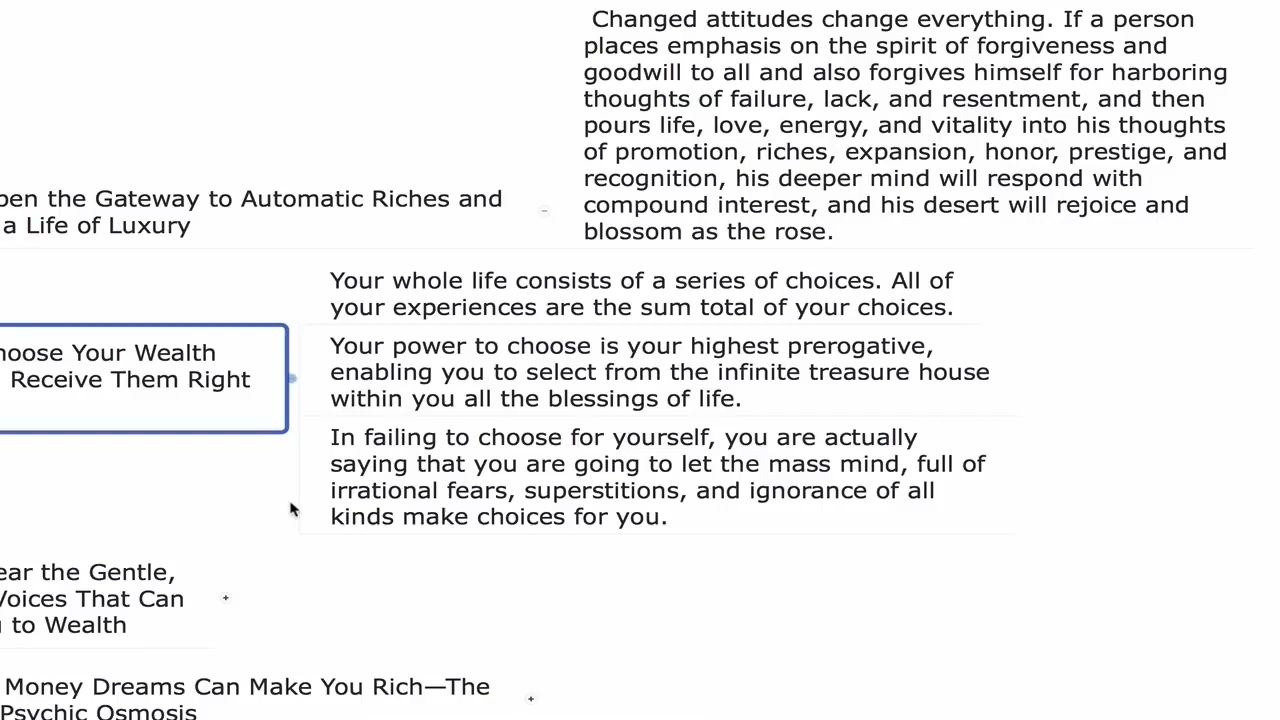 Changed attitudes change everything. If a person
places emphasis on the spirit of forgiveness and
goodwill to all and also forgives himself for harboring
thoughts of failure, lack, and resentment, and then
pours life, love, energy, and vitality into his thoughts
of promotion, riches, expansion, honor, prestige, and
recognition, his deeper mind will respond with
compound interest, and his desert will rejoice and
blossom as the rose.
the Gateway to Automatic Riches and
a Life of Luxury
Your whole life consists of a series of choices. All of
your experiences are the sum total of your choices.
Your Wealth
Receive Them Right
Your power to choose is your highest prerogative,
enabling you to select from the infinite treasure house
within you all the blessings of life.
In failing to choose for yourself, you are actually
saying that you are going to let the mass mind, full of
irrational fears, superstitions, and ignorance of all
kinds make choices for you.
the Gentle,
Voices That Can
to Wealth
Money Dreams Can Make You Rich—The
Psychic Osmosis